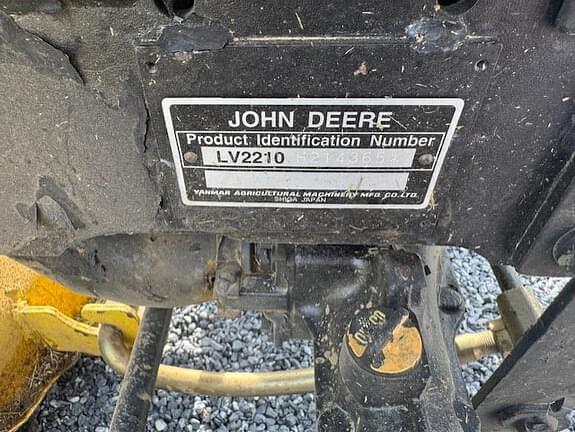 JOHN DEERE
Product Identification Number
LV2210
YANMAR AGRICULTURAL MACHINERY MFG.CO.,LTD.
SHIGA JAPAN